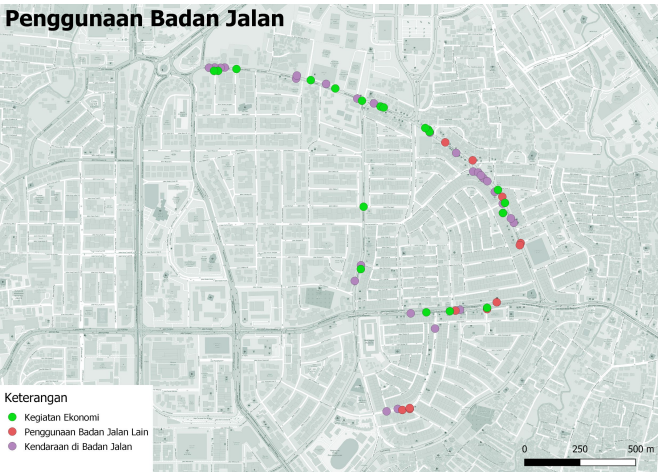 Penggunaan Badan Jalan
Keterangan
Kegiatan Ekonomi
Penggunaan Badan Jalan Lain
Kendaraan di Badan Jalan
0 250 500 m